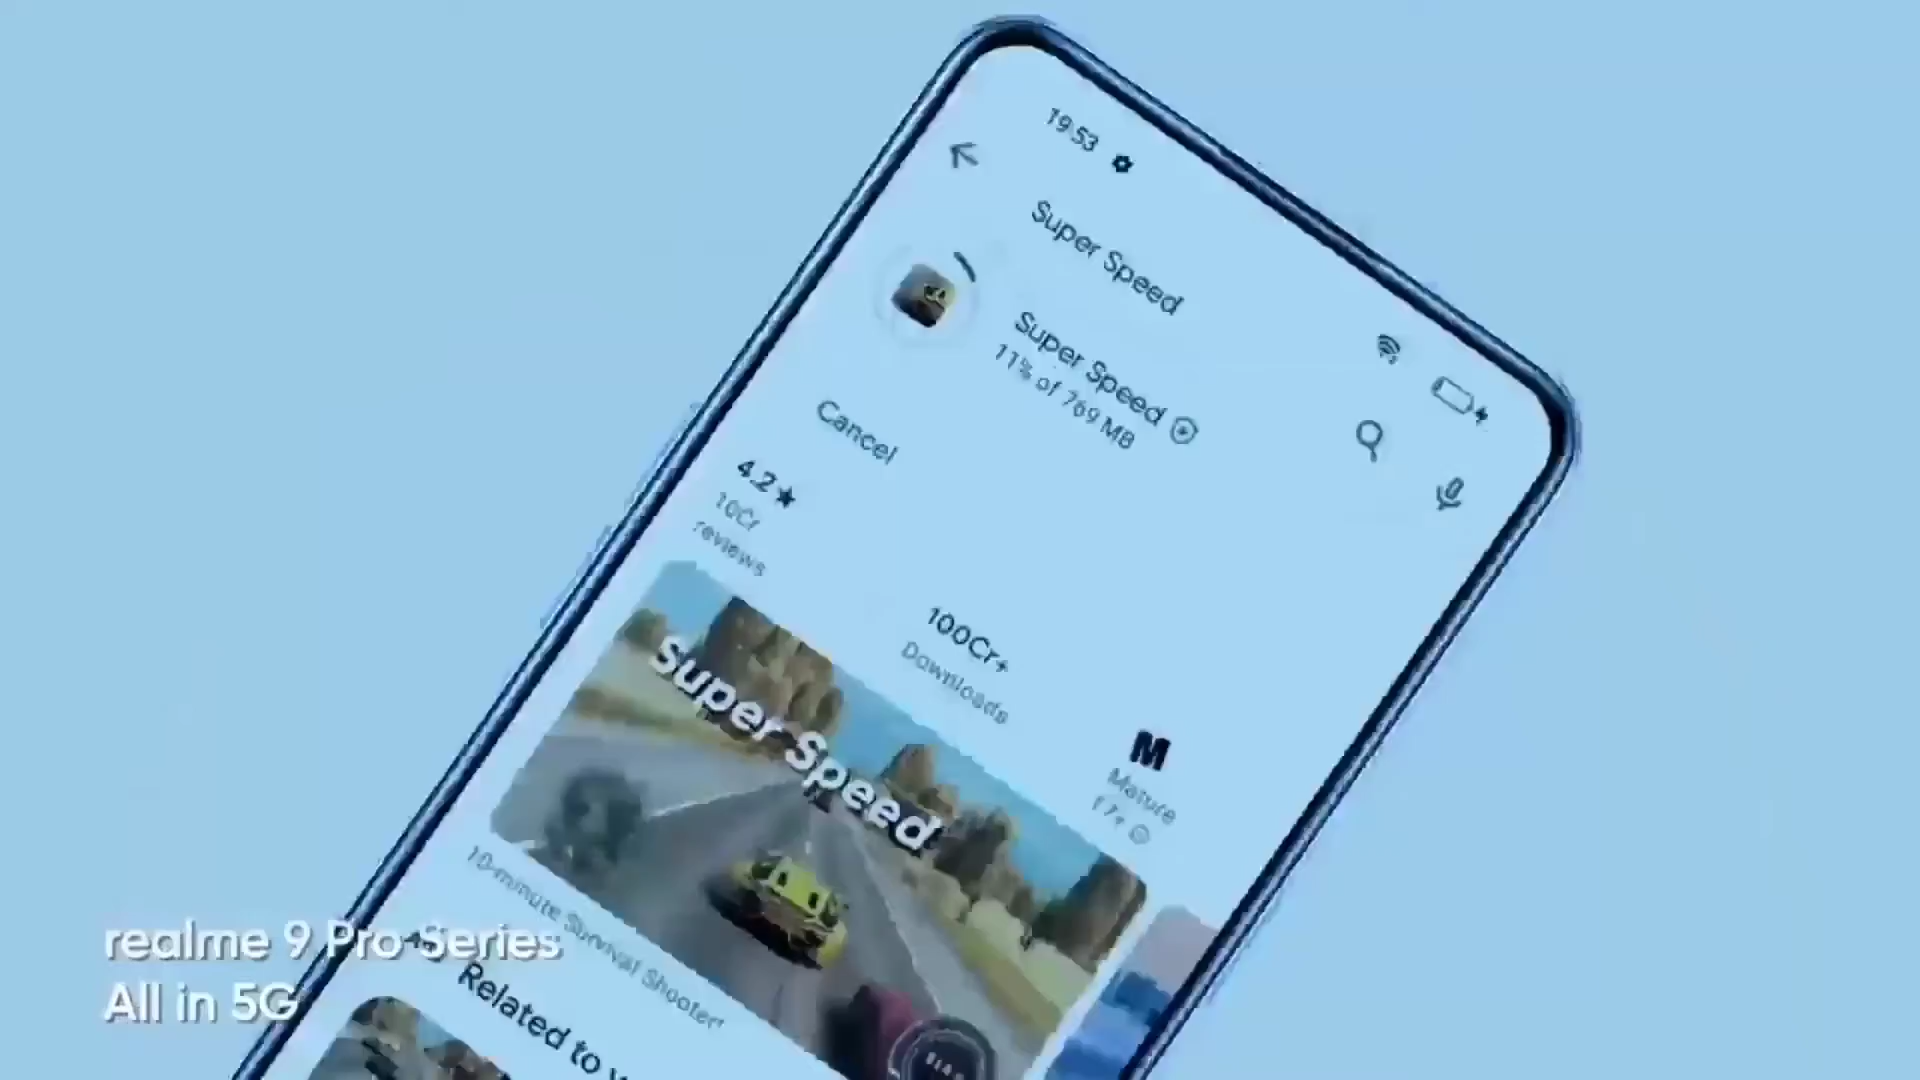 19:53
Super Speed
Super Speed
11% of 769 MB
Cancel
4.2★
10Cr
reviews
100Cr+
Downloads
M
Mature
17+
Super Speed
10-minute Survival Shooter'
Related to
realme 9 Pro Series
All in 5G